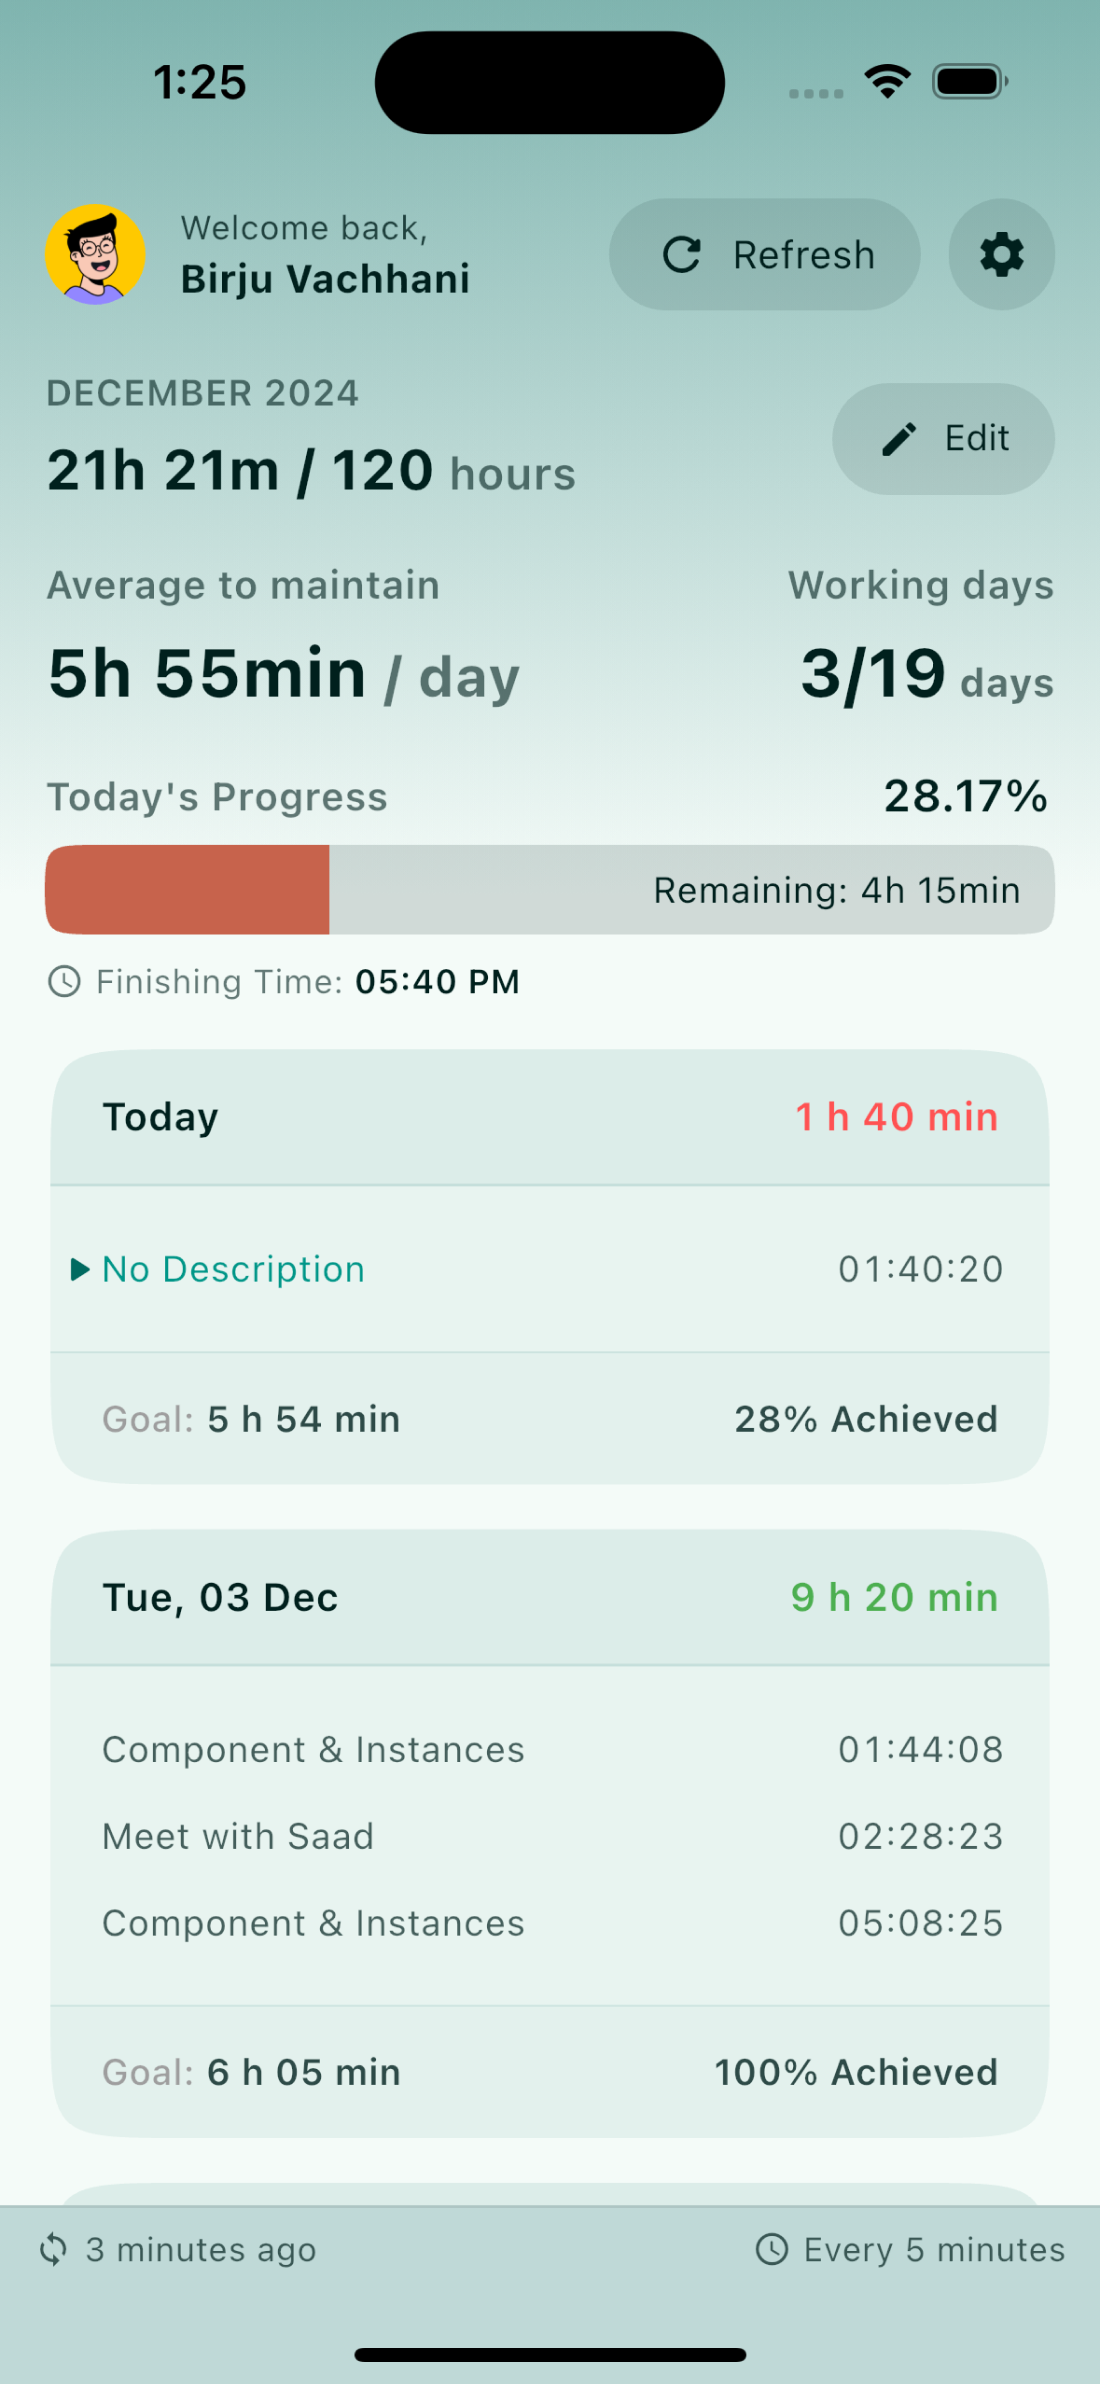 1:25
Welcome back,
Birju Vachhani
Refresh
DECEMBER 2024
21h 21m / 120 hours
Edit
Average to maintain
Working days
5h 55min / day
3/19 days
Today's Progress
28.17%
Remaining: 4h 15min
Finishing Time: 05:40 PM
Today
1 h 40 min
No Description
01:40:20
Goal: 5 h 54 min
28% Achieved
Tue, 03 Dec
9 h 20 min
Component & Instances
01:44:08
Meet with Saad
02:28:23
Component & Instances
05:08:25
Goal: 6 h 05 min
100% Achieved
3 minutes ago
Every 5 minutes